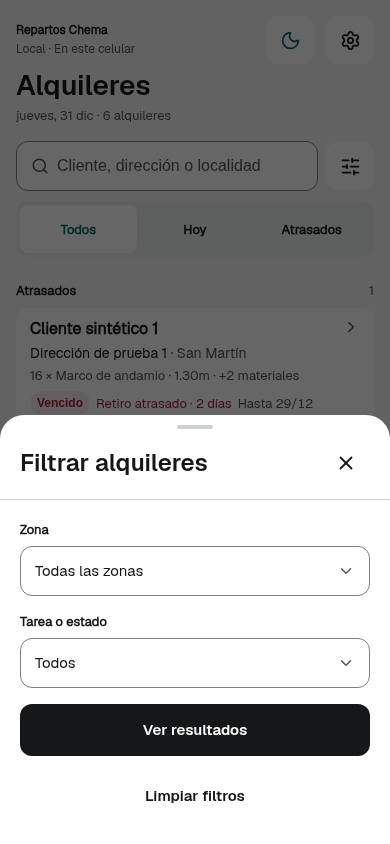 Repartos Chema
Local · En este celular
Alquileres
jueves, 31 dic · 6 alquileres
Cliente, dirección o localidad
Todos
Hoy
Atrasados
Atrasados
1
Cliente sintético 1
Dirección de prueba 1 · San Martín
16 × Marco de andamio · 1.30m · +2 materiales
Vencido Retiro atrasado · 2 días Hasta 29/12
Filtrar alquileres
Zona
Todas las zonas
Tarea o estado
Todos
Ver resultados
Limpiar filtros